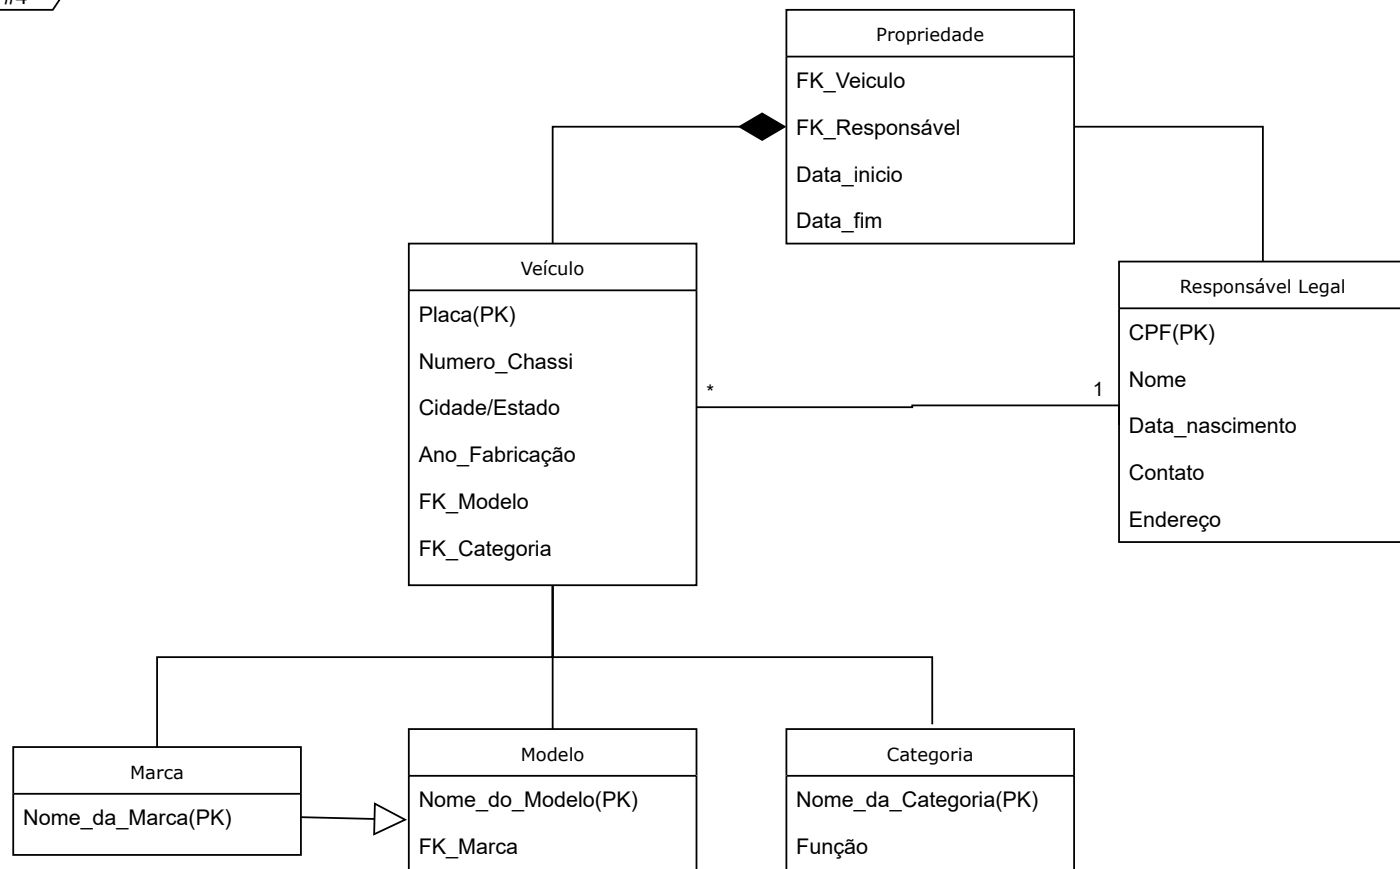 #4
Propriedade
FK_Veiculo
FK_Responsável
Data_inicio
Data_fim
Veículo
Placa(PK)
Numero_Chassi
Cidade/Estado
Ano_Fabricação
FK_Modelo
FK_Categoria
*
1
Responsável Legal
CPF(PK)
Nome
Data_nascimento
Contato
Endereço
Marca
Nome_da_Marca(PK)
Modelo
Nome_do_Modelo(PK)
FK_Marca
Categoria
Nome_da_Categoria(PK)
Função